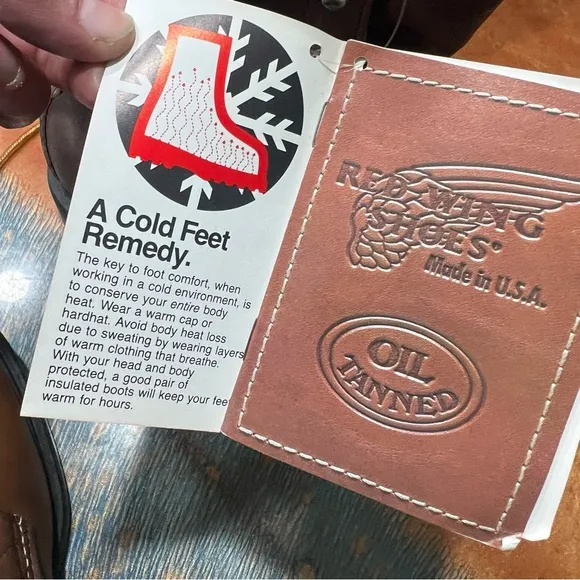 A Cold Feet
Remedy.
The key to foot comfort, when
working in a cold environment, is
to conserve your entire body
heat. Wear a warm cap or
hardhat. Avoid body heat loss
due to sweating by wearing layers
of warm clothing that breathe.
With your head and body
protected, a good pair of
insulated boots will keep your feet
warm for hours.
RED WING
SHOES®
Made in U.S.A.
OIL
TANNED